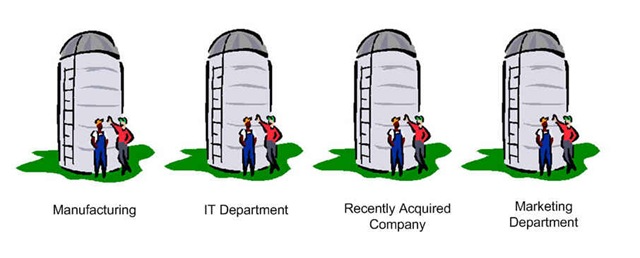 Manufacturing
IT Department
Recently Acquired
Company
Marketing
Department